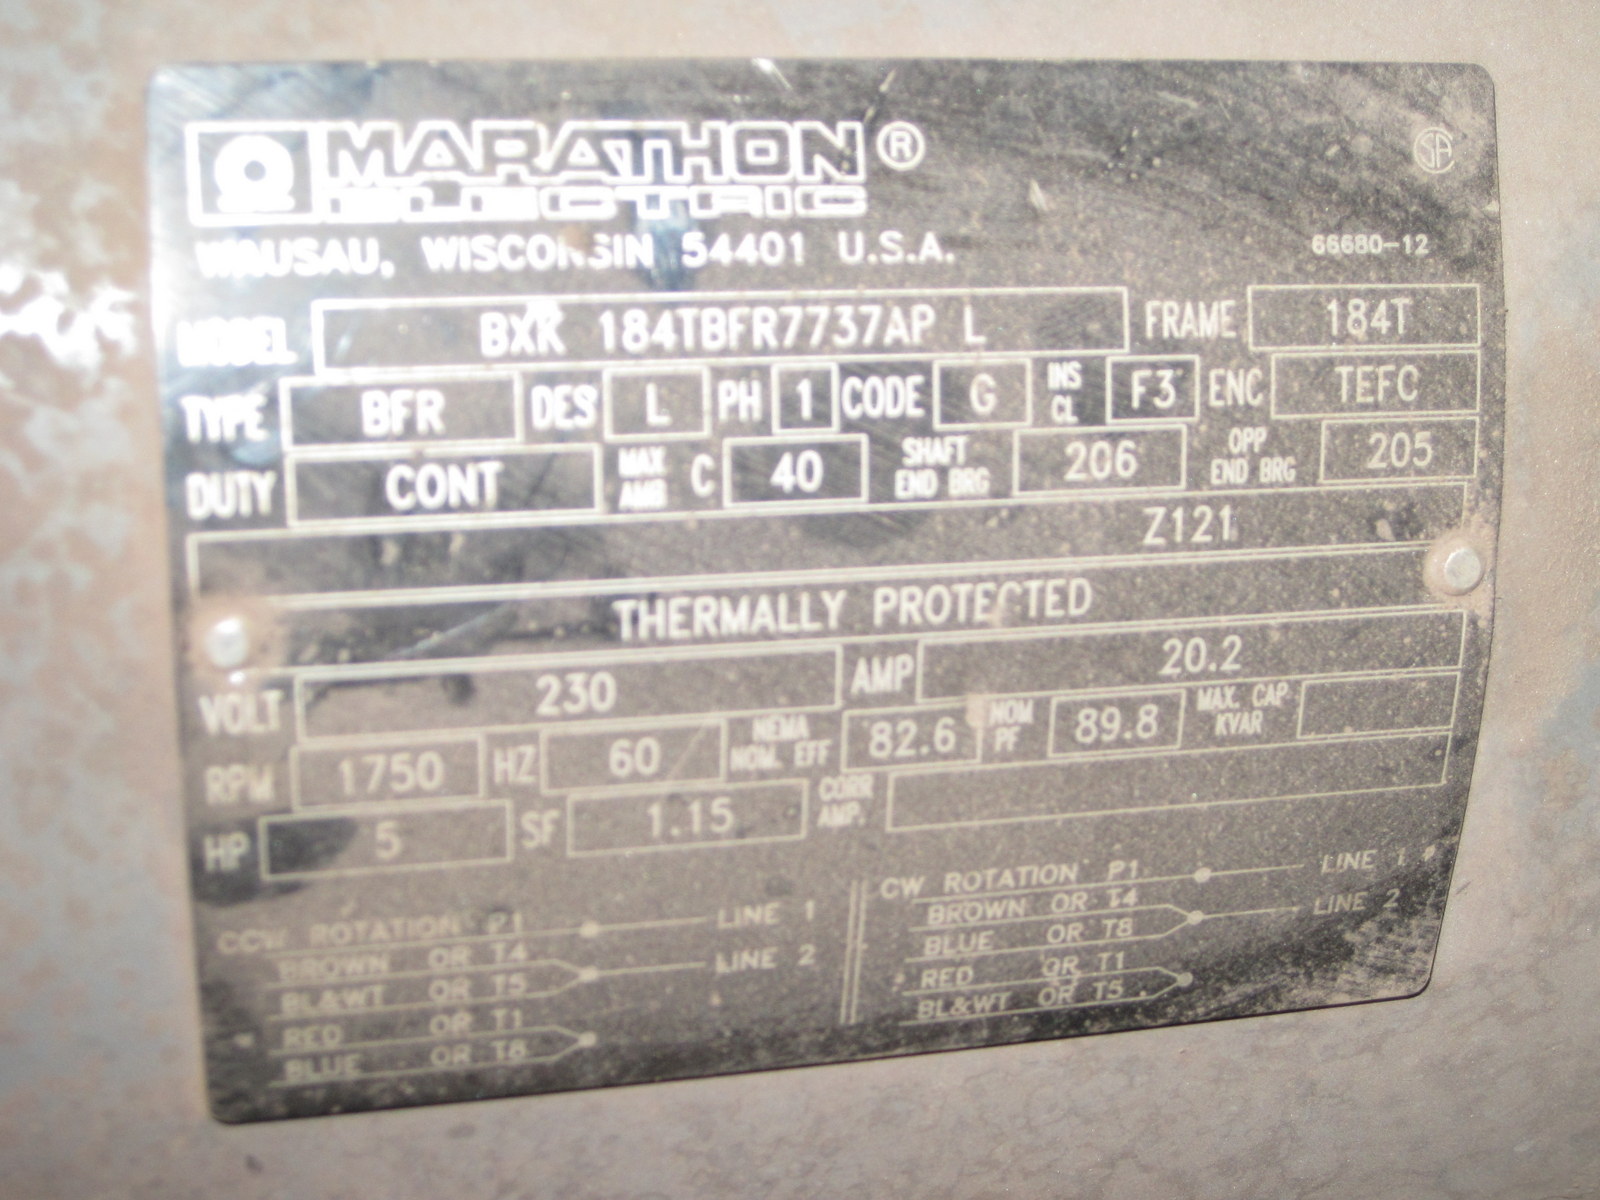 MARATHON®
ELECTRIC
WAUSAU, WISCONSIN 54401 U.S.A.
SA
66680-12
MODEL BXK 184TBFR7737AP L FRAME 184T
TYPE BFR DES L PH 1 CODE G INS CL F3 ENC TEFC
DUTY CONT MAX AMB C 40 SHAFT END BRG 206 OPP END BRG 205
Z121
THERMALLY PROTECTED
VOLT 230 AMP 20.2
RPM 1750 HZ 60 NEMA NOM. EFF 82.6 NOM PF 89.8 MAX. CAP KVAR
HP 5 SF 1.15 CORR AMP.
CCW ROTATION P1 LINE 1
BROWN OR T4
BL&WT OR T5 LINE 2
RED OR T1
BLUE OR T8
CW ROTATION P1 LINE 1
BROWN OR T4
BLUE OR T8 LINE 2
RED OR T1
BL&WT OR T5